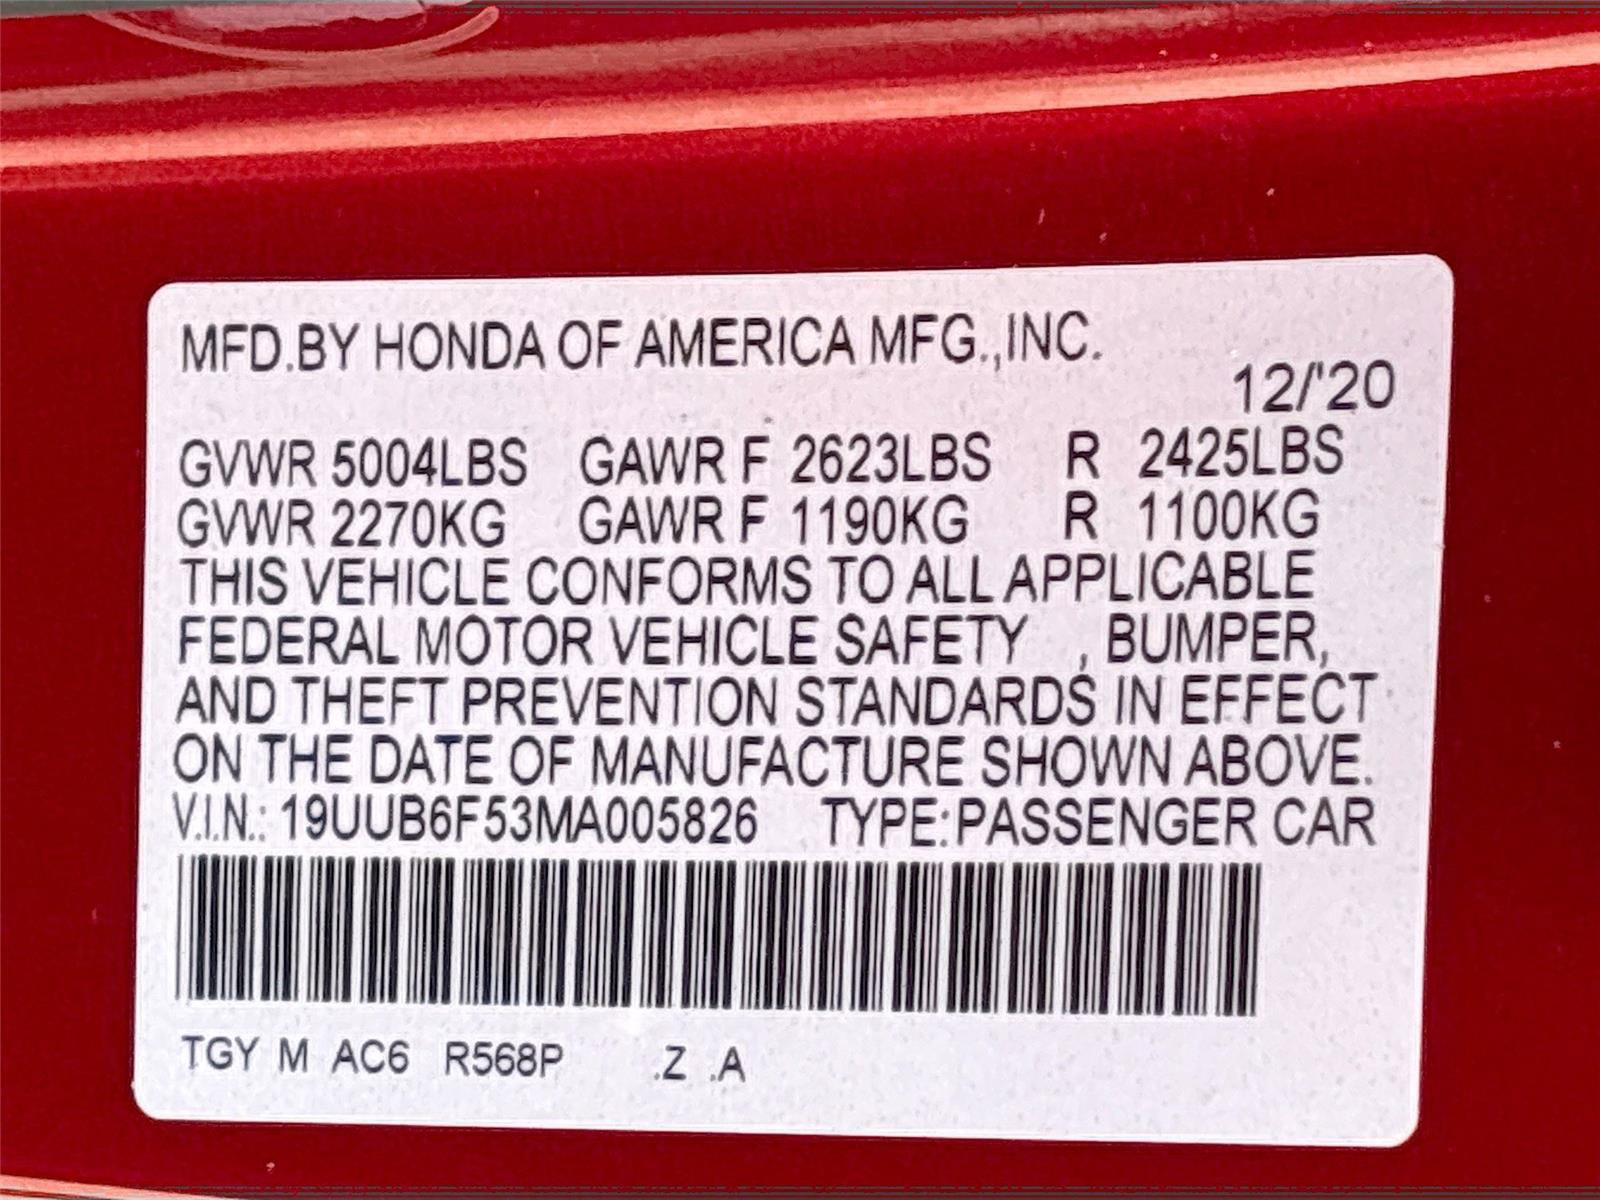 MFD.BY HONDA OF AMERICA MFG.,INC.
12/'20
GVWR 5004LBS GAWR F 2623LBS R 2425LBS
GVWR 2270KG GAWR F 1190KG R 1100KG
THIS VEHICLE CONFORMS TO ALL APPLICABLE
FEDERAL MOTOR VEHICLE SAFETY , BUMPER,
AND THEFT PREVENTION STANDARDS IN EFFECT
ON THE DATE OF MANUFACTURE SHOWN ABOVE.
V.I.N.: 19UUB6F53MA005826 TYPE:PASSENGER CAR
TGY M AC6 R568P .Z .A